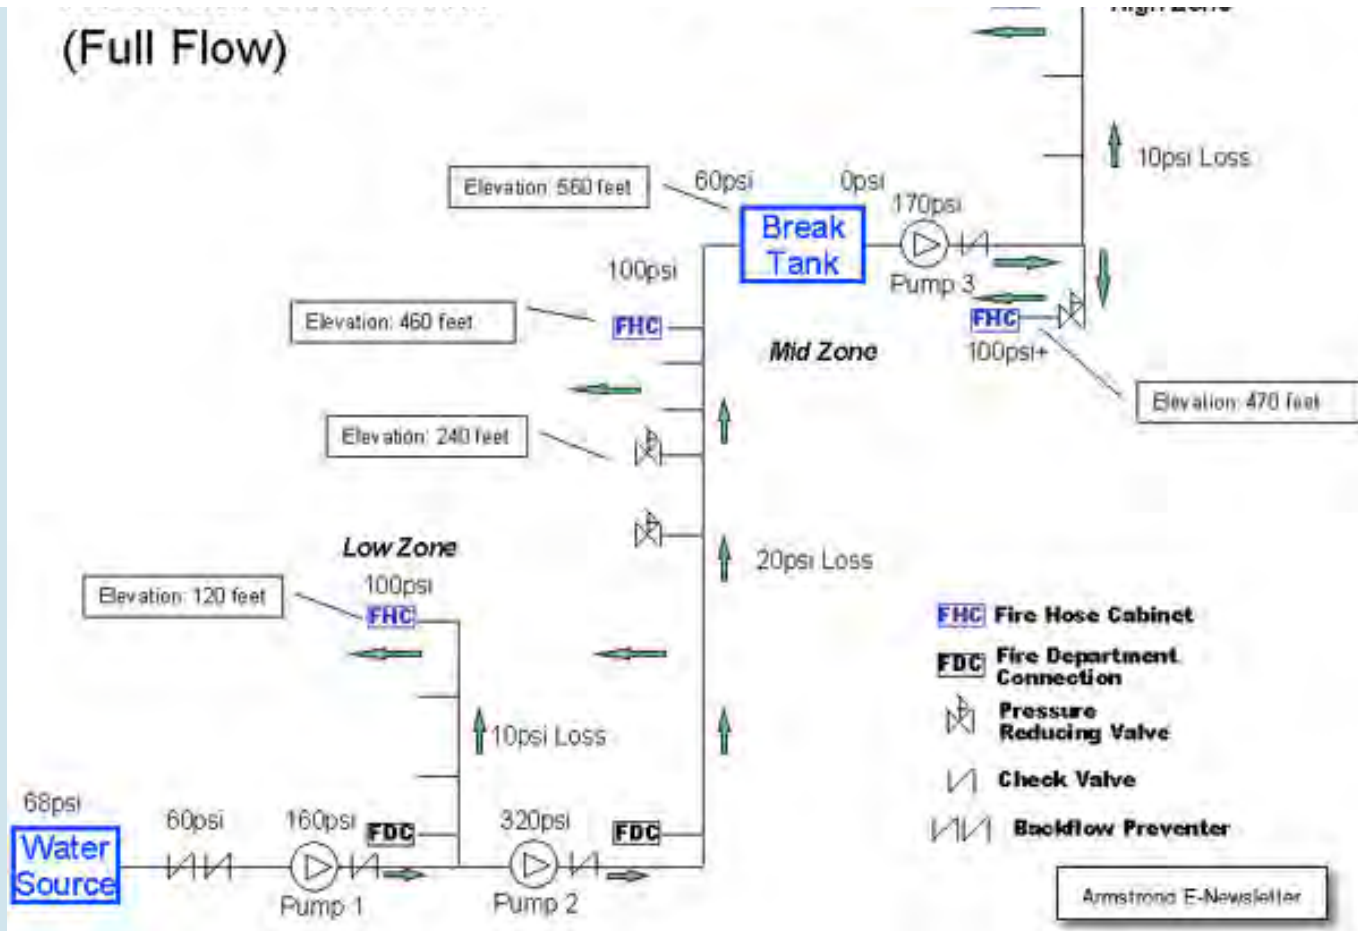 (Full Flow)
High Zone
10psi Loss
Elevation: 560 feet
60psi
0psi
170psi
Break
Tank
Pump 3
100psi
Elevation: 460 feet
FHC
FHC
100psi+
Mid Zone
Elevation: 470 feet
Elevation: 240 feet
Low Zone
20psi Loss
100psi
Elevation: 120 feet
FHC
FHC Fire Hose Cabinet
FDC Fire Department
Connection
Pressure
Reducing Valve
10psi Loss
Check Valve
68psi
60psi
160psi
FDC
320psi
FDC
Backflow Preventer
Water
Source
Pump 1
Pump 2
Armstrong E-Newsletter